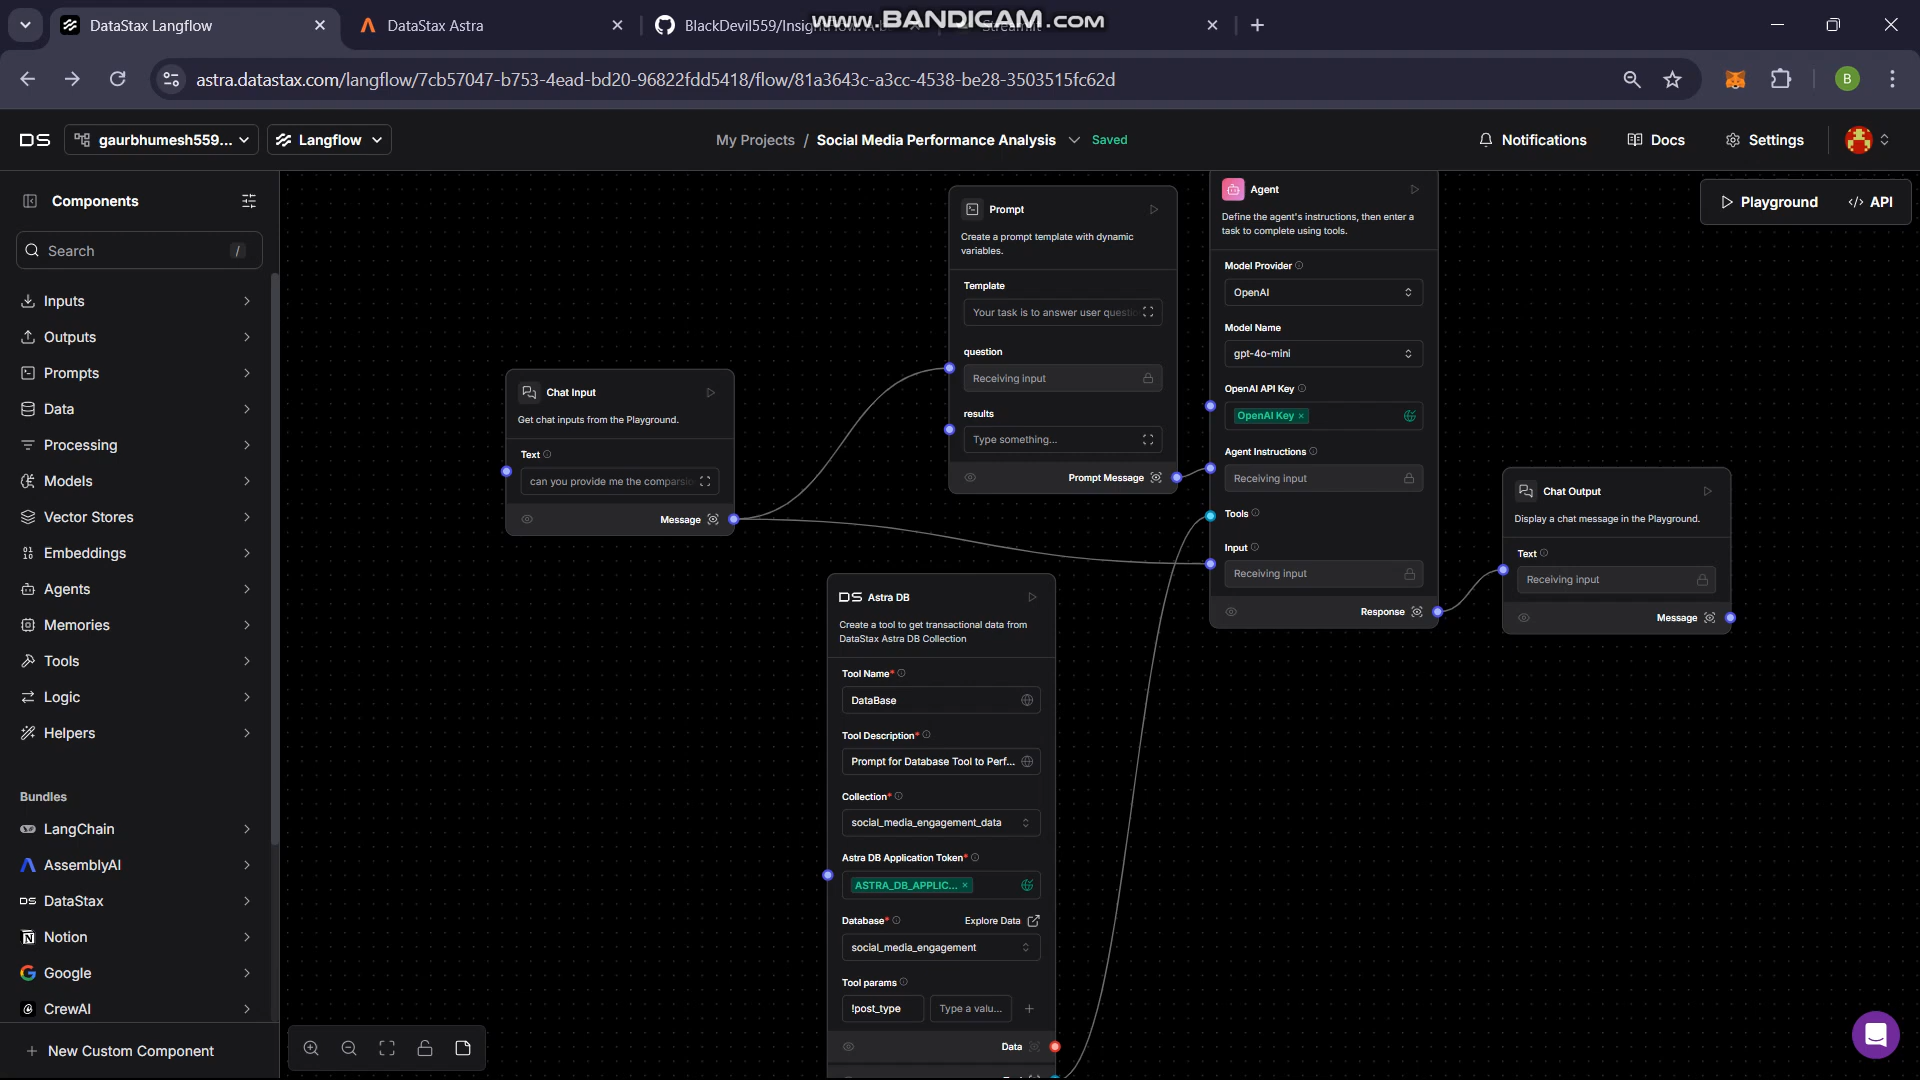 DataStax Langflow
DataStax Astra
BlackDevil559/Insight
www.BANDICAM.com
astra.datastax.com/langflow/7cb57047-b753-4ead-bd20-96822fdd5418/flow/81a3643c-a3cc-4538-be28-3503515fc62d
B
DS
gaurbhumesh559...
Langflow
My Projects / Social Media Performance Analysis
Saved
Notifications
Docs
Settings
Components
Search
/
Inputs
Outputs
Prompts
Data
Processing
Models
Vector Stores
Embeddings
Agents
Memories
Tools
Logic
Helpers
Bundles
LangChain
AssemblyAI
DataStax
Notion
Google
CrewAI
New Custom Component
Chat Input
Get chat inputs from the Playground.
Text
can you provide me the comparsi
Message
Prompt
Create a prompt template with dynamic
variables.
Template
Your task is to answer user questio
question
Receiving input
results
Type something...
Prompt Message
DS Astra DB
Create a tool to get transactional data from
DataStax Astra DB Collection
Tool Name*
DataBase
Tool Description*
Prompt for Database Tool to Perf...
Collection*
social_media_engagement_data
Astra DB Application Token*
ASTRA_DB_APPLIC... ×
Database*
Explore Data
social_media_engagement
Tool params
!post_type
Type a valu...
Data
Agent
Define the agent's instructions, then enter a
task to complete using tools.
Model Provider
OpenAI
Model Name
gpt-4o-mini
OpenAI API Key
OpenAI Key ×
Agent Instructions
Receiving input
Tools
Input
Receiving input
Response
Chat Output
Display a chat message in the Playground.
Text
Receiving input
Message
Playground
API